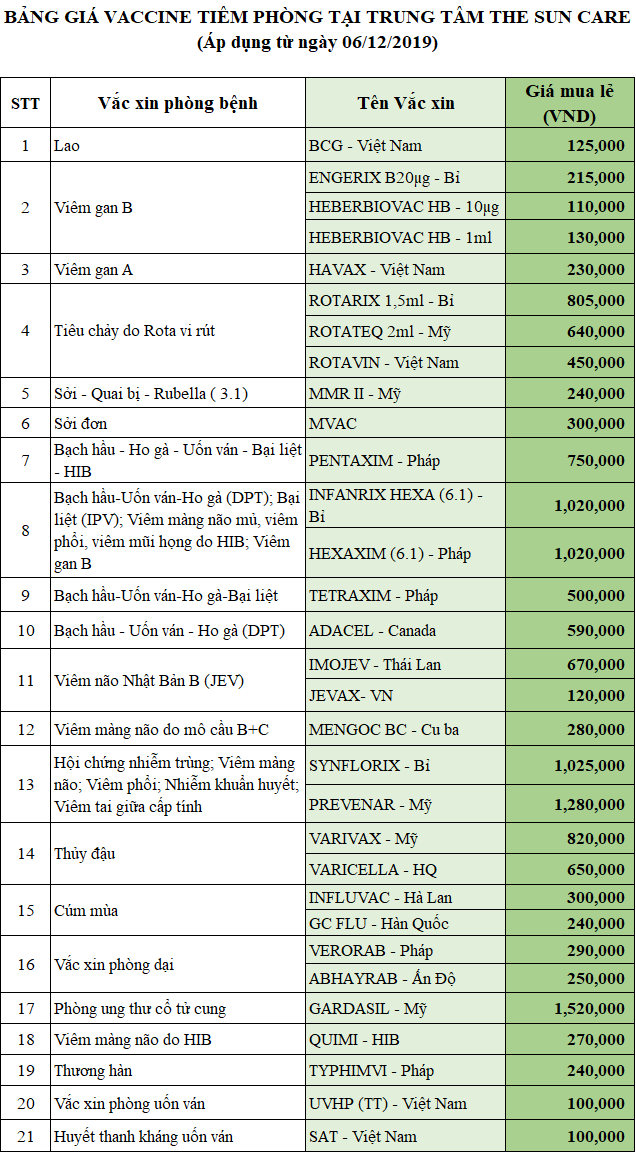 BẢNG GIÁ VACCINE TIÊM PHÒNG TẠI TRUNG TÂM THE SUN CARE
(Áp dụng từ ngày 06/12/2019)
STT Vắc xin phòng bệnh Tên Vắc xin Giá mua lẻ (VND)
1 Lao BCG - Việt Nam 125,000
2 Viêm gan B ENGERIX B20µg - Bỉ 215,000
HEBERBIOVAC HB - 10µg 110,000
HEBERBIOVAC HB - 1ml 130,000
3 Viêm gan A HAVAX - Việt Nam 230,000
4 Tiêu chảy do Rota vi rút ROTARIX 1,5ml - Bỉ 805,000
ROTATEQ 2ml - Mỹ 640,000
ROTAVIN - Việt Nam 450,000
5 Sởi - Quai bị - Rubella ( 3.1) MMR II - Mỹ 240,000
6 Sởi đơn MVAC 300,000
7 Bạch hầu - Ho gà - Uốn ván - Bại liệt
- HIB PENTAXIM - Pháp 750,000
8 Bạch hầu-Uốn ván-Ho gà (DPT); Bại
liệt (IPV); Viêm màng não mủ, viêm
phổi, viêm mũi họng do HIB; Viêm
gan B INFANRIX HEXA (6.1) -
Bỉ 1,020,000
HEXAXIM (6.1) - Pháp 1,020,000
9 Bạch hầu-Uốn ván-Ho gà-Bại liệt TETRAXIM - Pháp 500,000
10 Bạch hầu - Uốn ván - Ho gà (DPT) ADACEL - Canada 590,000
11 Viêm não Nhật Bản B (JEV) IMOJEV - Thái Lan 670,000
JEVAX- VN 120,000
12 Viêm màng não do mô cầu B+C MENGOC BC - Cu ba 280,000
13 Hội chứng nhiễm trùng; Viêm màng
não; Viêm phổi; Nhiễm khuẩn huyết;
Viêm tai giữa cấp tính SYNFLORIX - Bỉ 1,025,000
PREVENAR - Mỹ 1,280,000
14 Thủy đậu VARIVAX - Mỹ 820,000
VARICELLA - HQ 650,000
15 Cúm mùa INFLUVAC - Hà Lan 300,000
GC FLU - Hàn Quốc 240,000
16 Vắc xin phòng dại VERORAB - Pháp 290,000
ABHAYRAB - Ấn Độ 250,000
17 Phòng ung thư cổ tử cung GARDASIL - Mỹ 1,520,000
18 Viêm màng não do HIB QUIMI - HIB 270,000
19 Thương hàn TYPHIMVI - Pháp 240,000
20 Vắc xin phòng uốn ván UVHP (TT) - Việt Nam 100,000
21 Huyết thanh kháng uốn ván SAT - Việt Nam 100,000